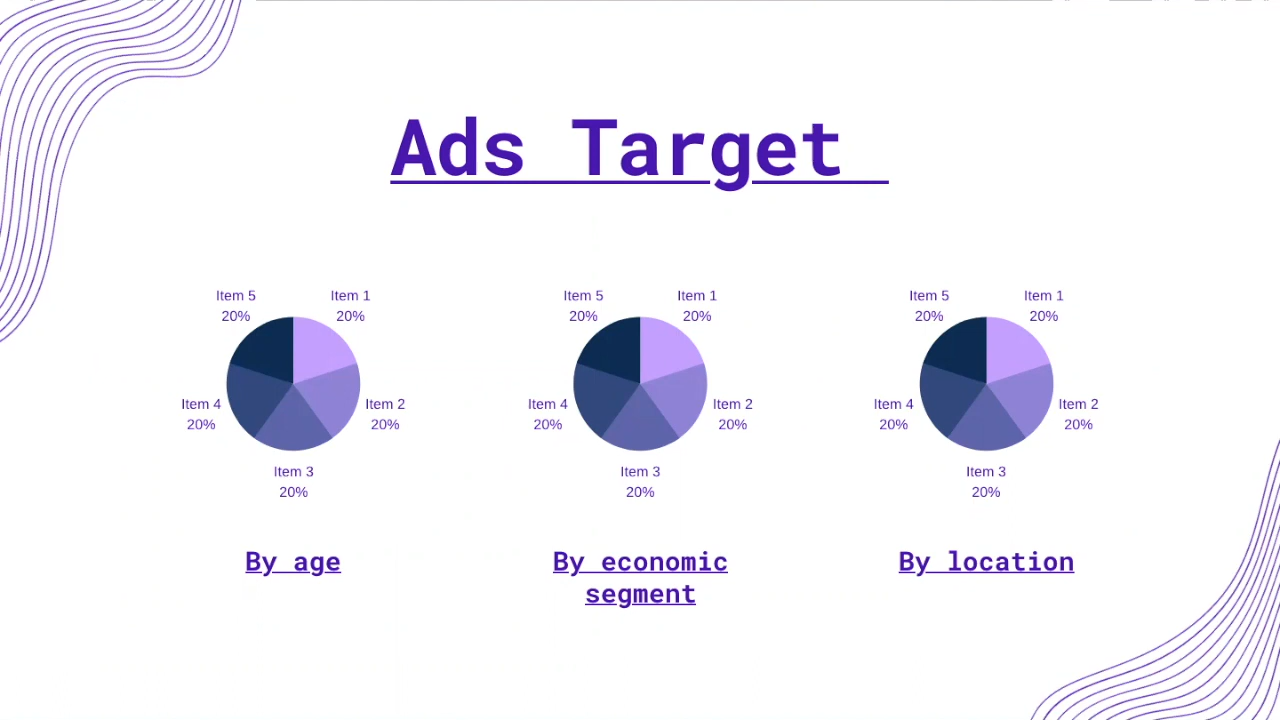 Ads Target
Item 5
20%
Item 1
20%
Item 4
20%
Item 2
20%
Item 3
20%
By age
Item 5
20%
Item 1
20%
Item 4
20%
Item 2
20%
Item 3
20%
By economic
segment
Item 5
20%
Item 1
20%
Item 4
20%
Item 2
20%
Item 3
20%
By location